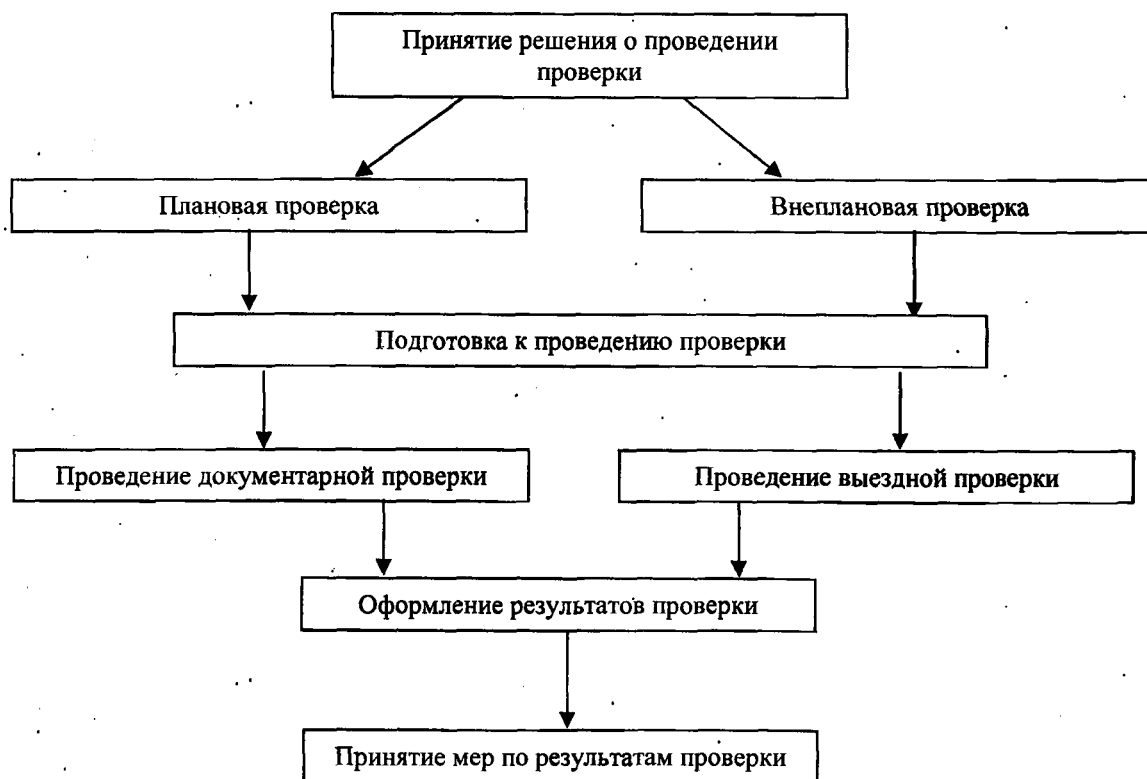 Принятие решения о проведении
проверки
Плановая проверка
Внеплановая проверка
Подготовка к проведению проверки
Проведение документарной проверки
Проведение выездной проверки
Оформление результатов проверки
Принятие мер по результатам проверки